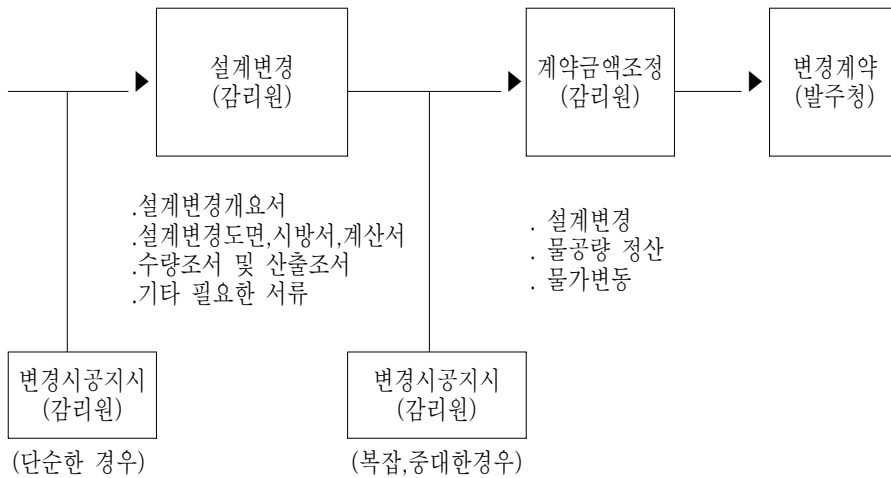 설계변경
(감리원)
계약금액조정
(감리원)
변경계약
(발주청)
.설계변경개요서
.설계변경도면,시방서,계산서
.수량조서 및 산출조서
.기타 필요한 서류
. 설계변경
. 물공량 정산
. 물가변동
변경시공지시
(감리원)
(단순한 경우)
변경시공지시
(감리원)
(복잡,중대한경우)